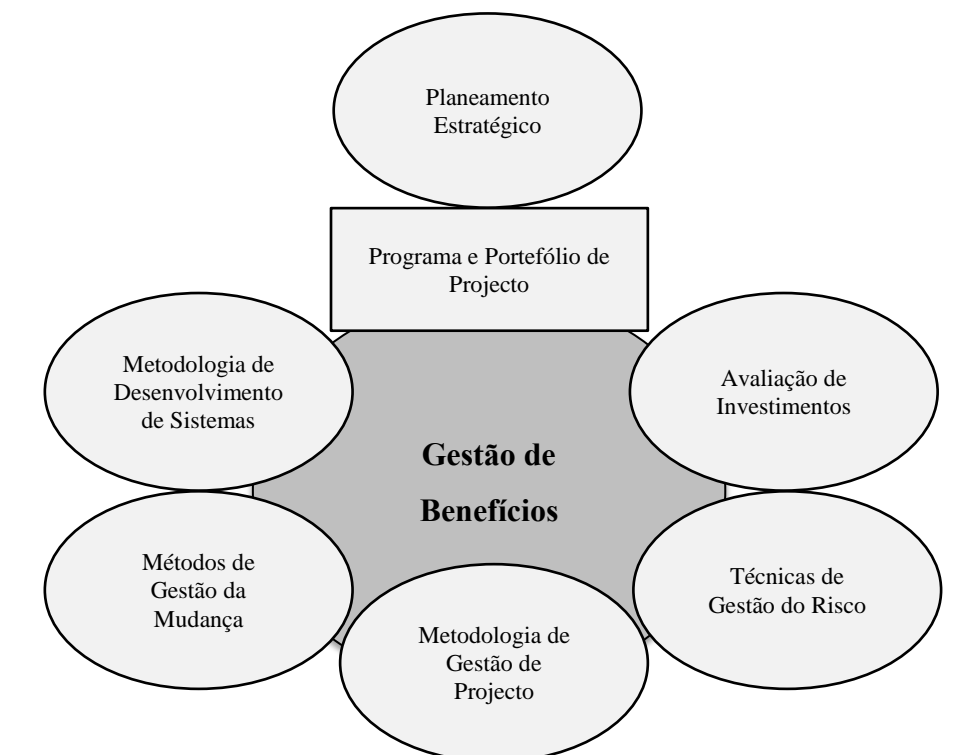 Planeamento
Estratégico
Programa e Portefólio de
Projecto
Metodologia de
Desenvolvimento
de Sistemas
Avaliação de
Investimentos
Gestão de
Benefícios
Métodos de
Gestão da
Mudança
Técnicas de
Gestão do Risco
Metodologia de
Gestão de
Projecto